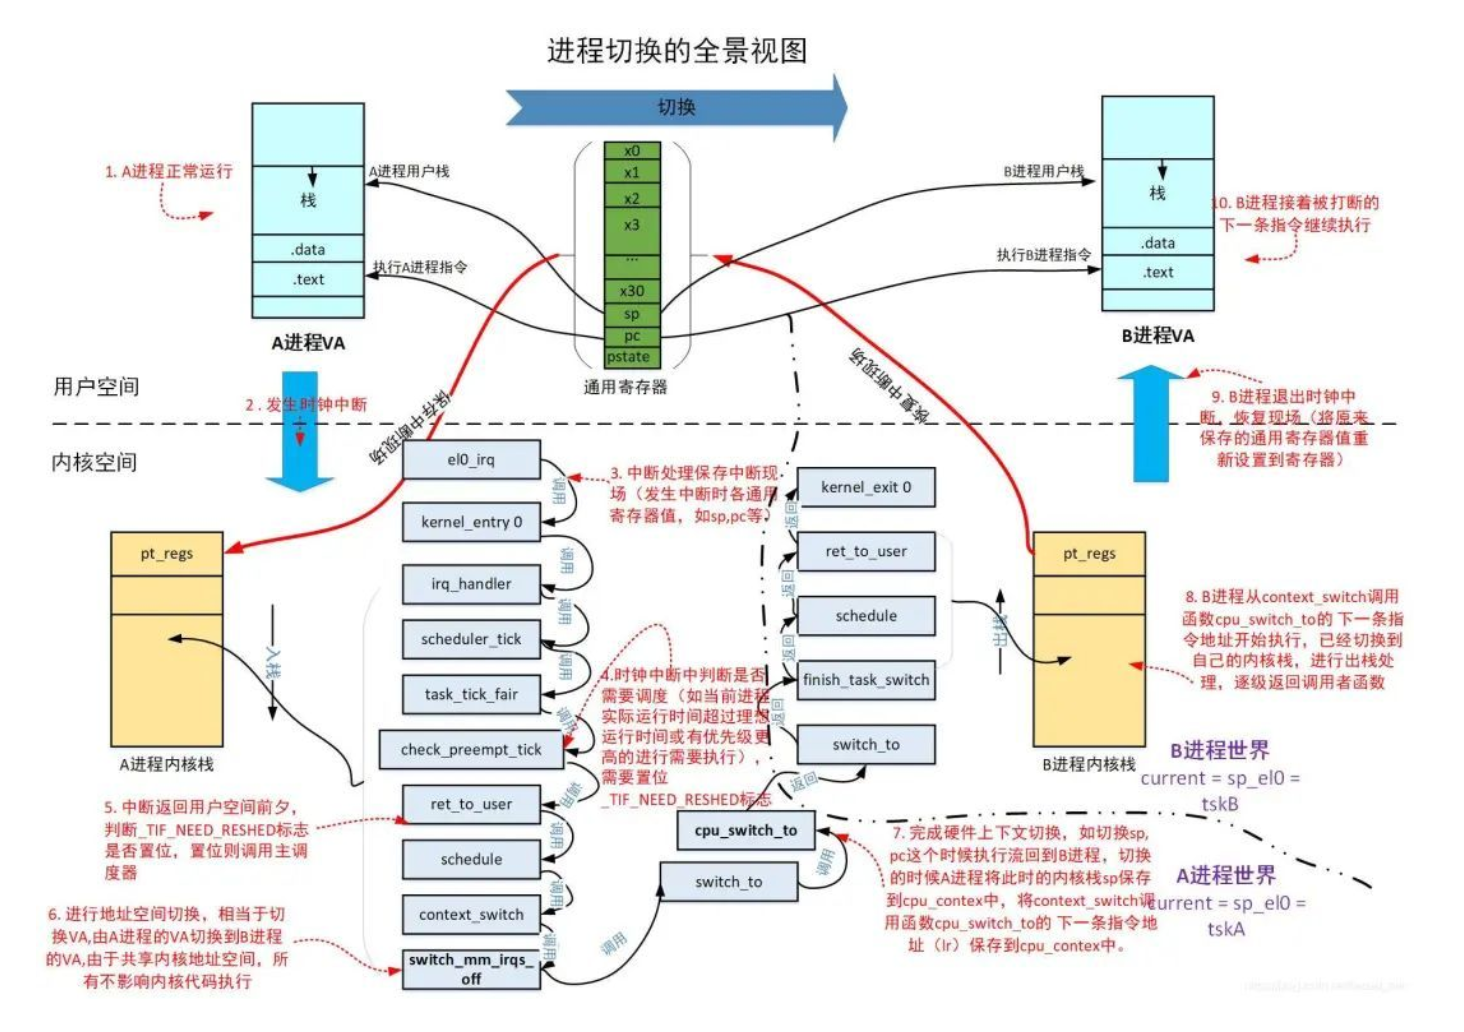 进程切换的全景视图
切换
1. A进程正常运行
A进程用户栈
栈
.data
执行A进程指令
.text
A进程VA
x0
x1
x2
x3
...
x30
sp
pc
pstate
通用寄存器
B进程用户栈
栈
.data
执行B进程指令
.text
B进程VA
10. B进程接着被打断的
下一条指令继续执行
用户空间
内核空间
2 . 发生时钟中断
保存中断现场
恢复中断现场
9. B进程退出时钟中
断，恢复现场（将原来
保存的通用寄存器值重
新设置到寄存器）
3. 中断处理保存中断现
场（发生中断时各通用
寄存器值，如sp,pc等）
pt_regs
入栈
A进程内核栈
el0_irq
调用
kernel_entry 0
调用
irq_handler
调用
scheduler_tick
调用
task_tick_fair
调用
check_preempt_tick
调用
ret_to_user
调用
schedule
调用
context_switch
调用
switch_mm_irqs_
off
调用
4.时钟中断中判断是否
需要调度（如当前进程
实际运行时间超过理想
运行时间或有优先级更
高的进行需要执行），
需要置位
_TIF_NEED_RESHED标志
5. 中断返回用户空间前夕，
判断_TIF_NEED_RESHED标志
是否置位，置位则调用主调
度器
6. 进行地址空间切换，相当于切
换VA,由A进程的VA切换到B进程
的VA,由于共享内核地址空间，所
有不影响内核代码执行
switch_to
调用
cpu_switch_to
返回
switch_to
返回
finish_task_switch
返回
schedule
返回
ret_to_user
返回
kernel_exit 0
出栈
pt_regs
B进程内核栈
7. 完成硬件上下文切换，如切换sp,
pc这个时候执行流回到B进程，切换
的时候A进程将此时的内核栈sp保存
到cpu_contex中，将context_switch调
用函数cpu_switch_to的 下一条指令地
址（lr）保存到cpu_contex中。
8. B进程从context_switch调用
函数cpu_switch_to的 下一条指
令地址开始执行，已经切换到
自己的内核栈，进行出栈处
理，逐级返回调用者函数
B进程世界
current = sp_el0 =
tskB
A进程世界
current = sp_el0 =
tskA